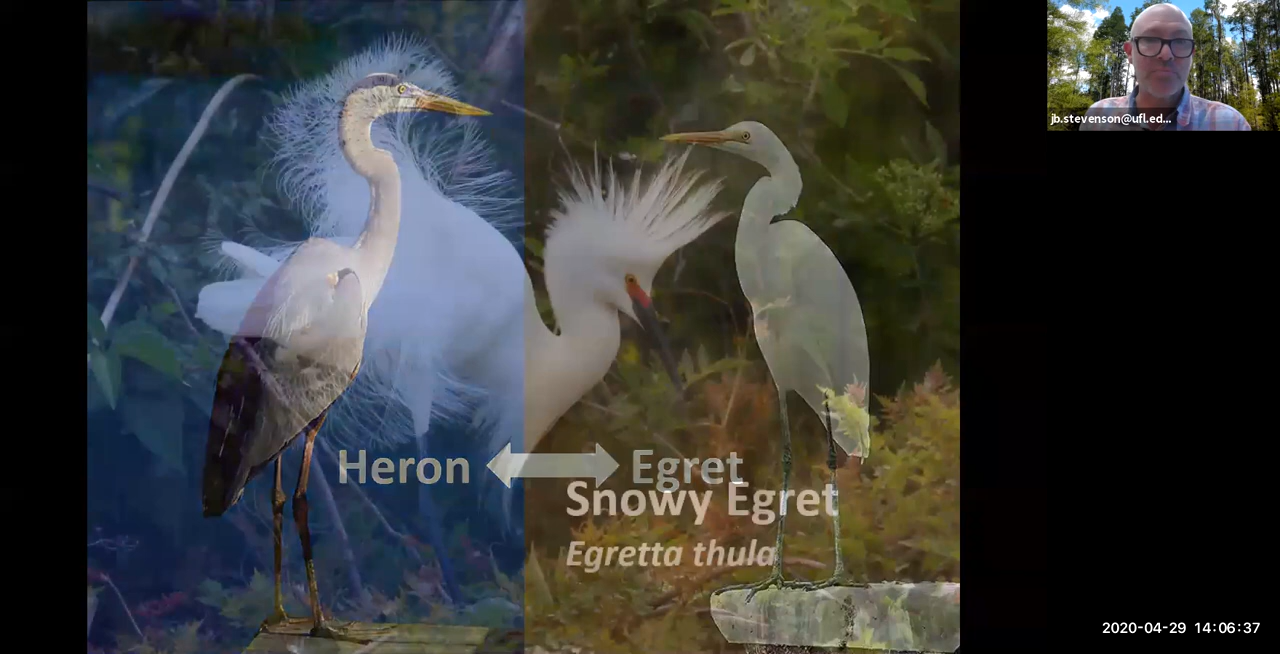 jb.stevenson@ufl.ed...
Heron
Egret
Snowy Egret
Egretta thula
2020-04-29 14:06:37